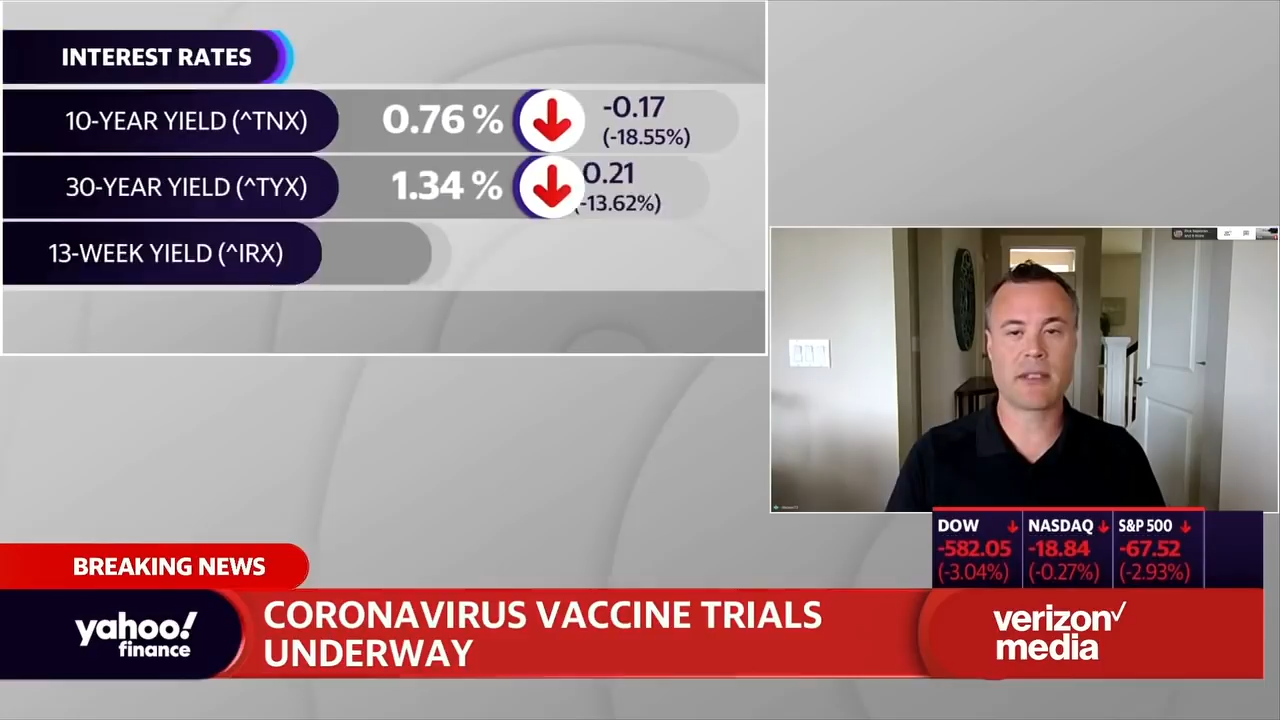 INTEREST RATES
10-YEAR YIELD (^TNX)
0.76 %
-0.17
(-18.55%)
30-YEAR YIELD (^TYX)
1.34 %
0.21
(-13.62%)
13-WEEK YIELD (^IRX)
DOW
-582.05
(-3.04%)
NASDAQ
-18.84
(-0.27%)
S&P 500
-67.52
(-2.93%)
BREAKING NEWS
yahoo!
finance
CORONAVIRUS VACCINE TRIALS
UNDERWAY
verizon✓
media